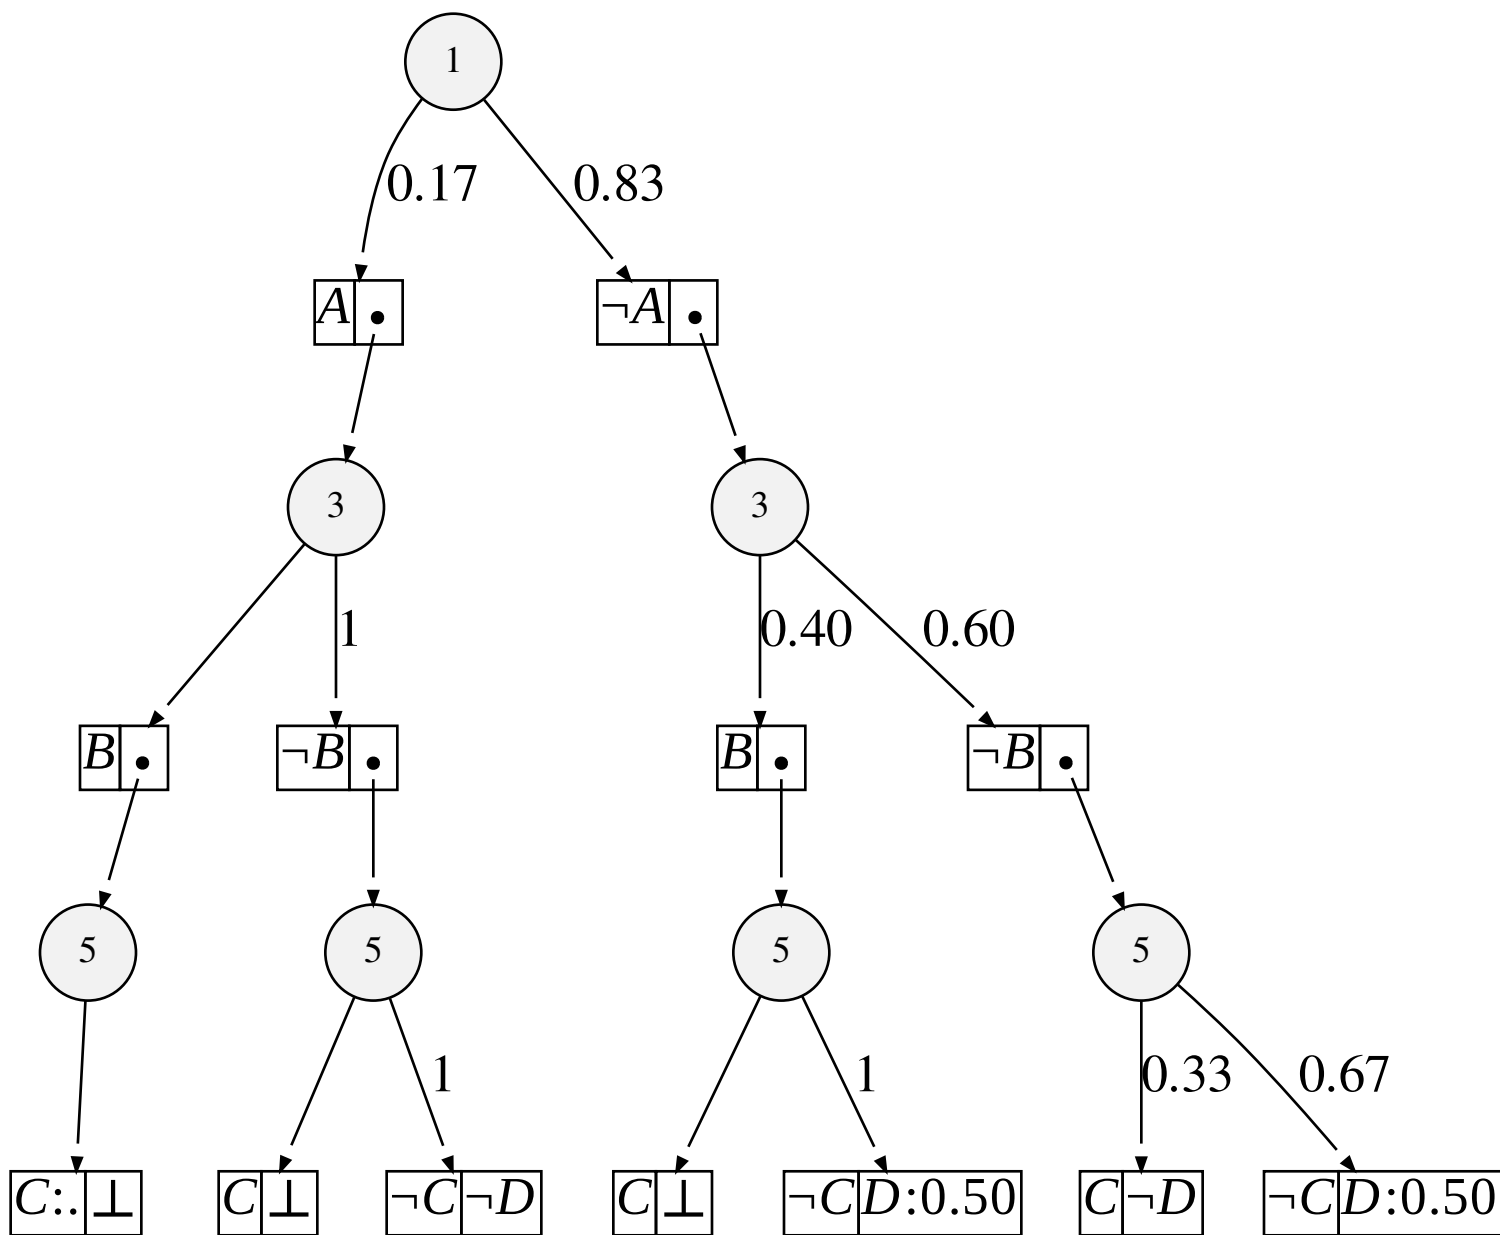 1
0.17 0.83
A • ¬A •
3 3
1 0.40 0.60
B • ¬B • B • ¬B •
5 5 5 5
1 1 0.33 0.67
C:. ⊥ C ⊥ ¬C ¬D C ⊥ ¬C D:0.50 C ¬D ¬C D:0.50